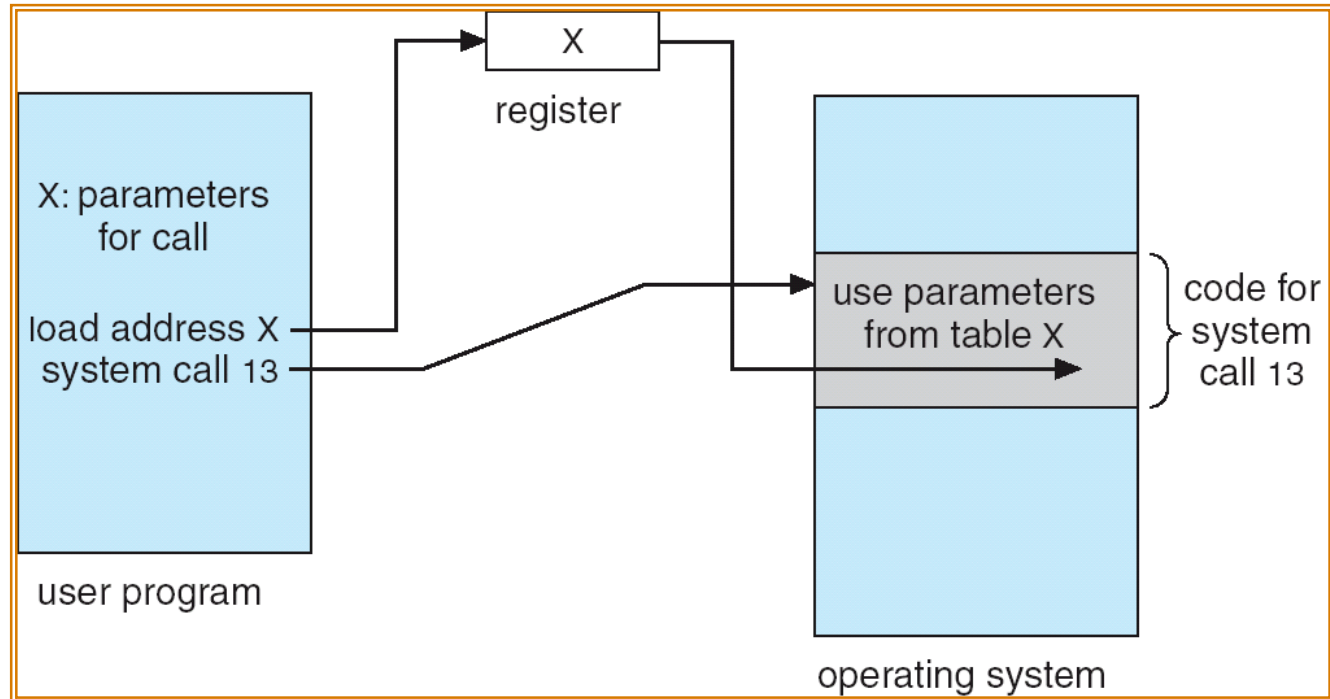 X
register
X: parameters
for call
load address X
system call 13
user program
use parameters
from table X
code for
system
call 13
operating system